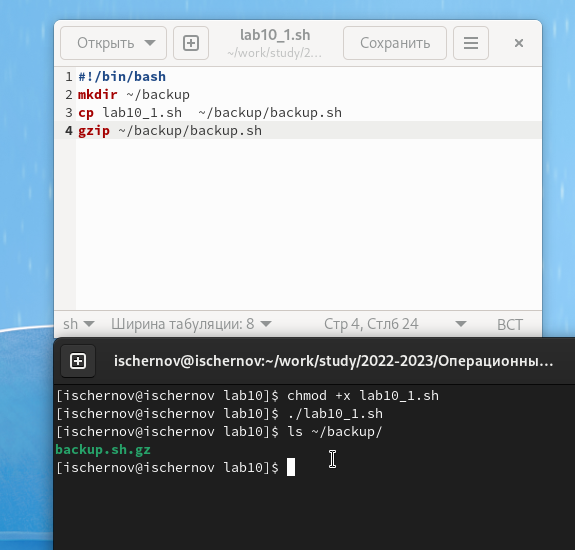 Открыть
lab10_1.sh
~/work/study/2...
Сохранить
1 #!/bin/bash
2 mkdir ~/backup
3 cp lab10_1.sh  ~/backup/backup.sh
4 gzip ~/backup/backup.sh
sh Ширина табуляции: 8 Стр 4, Стлб 24 ВСТ
ischernov@ischernov:~/work/study/2022-2023/Операционны...
[ischernov@ischernov lab10]$ chmod +x lab10_1.sh
[ischernov@ischernov lab10]$ ./lab10_1.sh
[ischernov@ischernov lab10]$ ls ~/backup/
backup.sh.gz
[ischernov@ischernov lab10]$